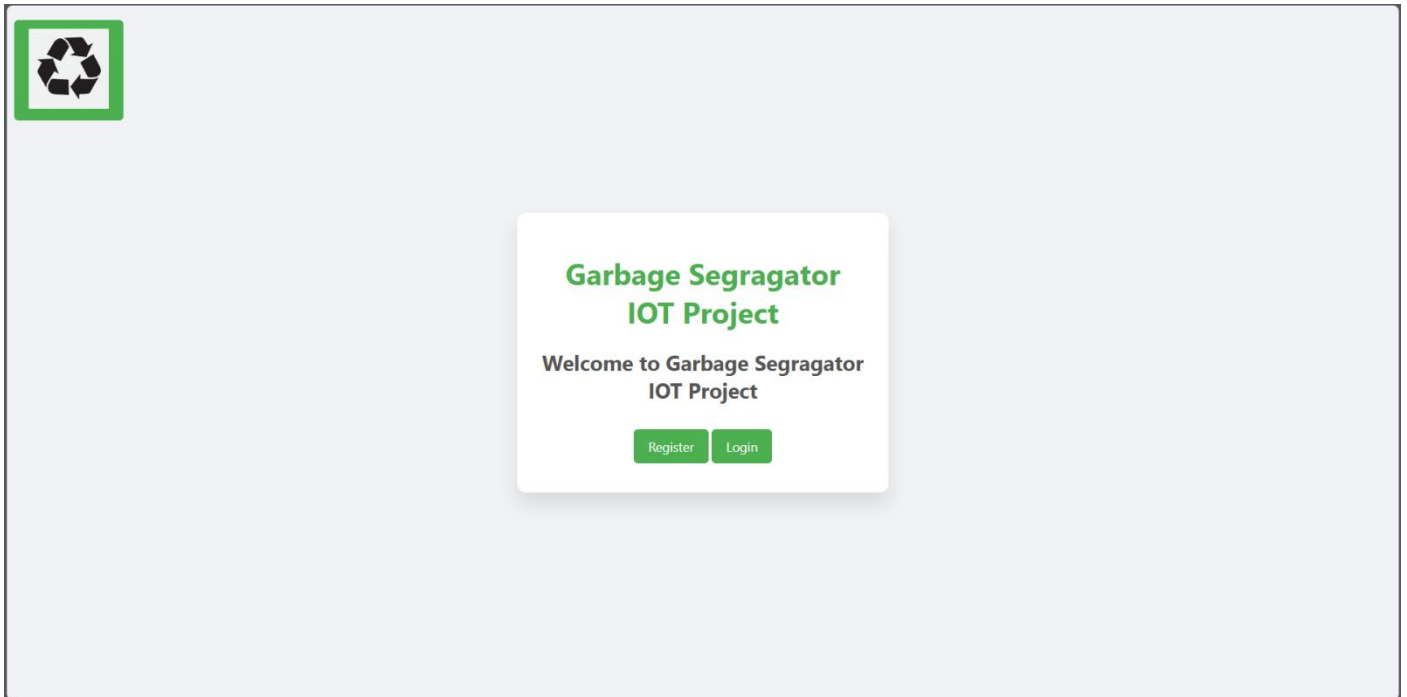 Garbage Segragator
IOT Project
Welcome to Garbage Segragator
IOT Project
Register Login